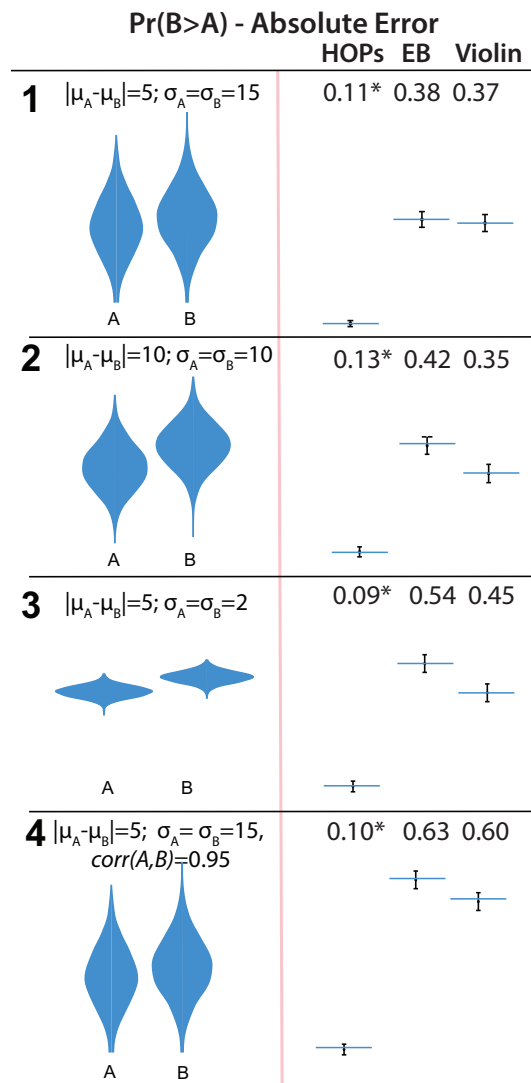 Pr(B>A) - Absolute Error
HOPs EB Violin
1 |μA-μB|=5; σA=σB=15 0.11* 0.38 0.37
A B
2 |μA-μB|=10; σA=σB=10 0.13* 0.42 0.35
A B
3 |μA-μB|=5; σA=σB=2 0.09* 0.54 0.45
A B
4 |μA-μB|=5; σA= σB=15, 0.10* 0.63 0.60
corr(A,B)=0.95
A B